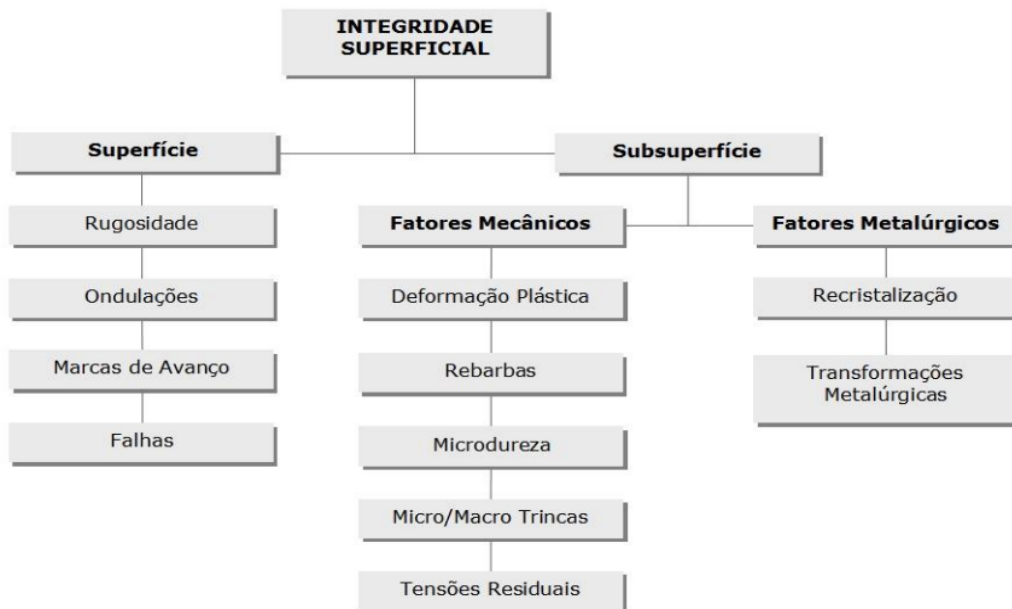 INTEGRIDADE
SUPERFICIAL
Superfície
Subsuperfície
Rugosidade
Fatores Mecânicos
Fatores Metalúrgicos
Ondulações
Deformação Plástica
Recristalização
Marcas de Avanço
Rebarbas
Transformações
Metalúrgicas
Falhas
Microdureza
Micro/Macro Trincas
Tensões Residuais